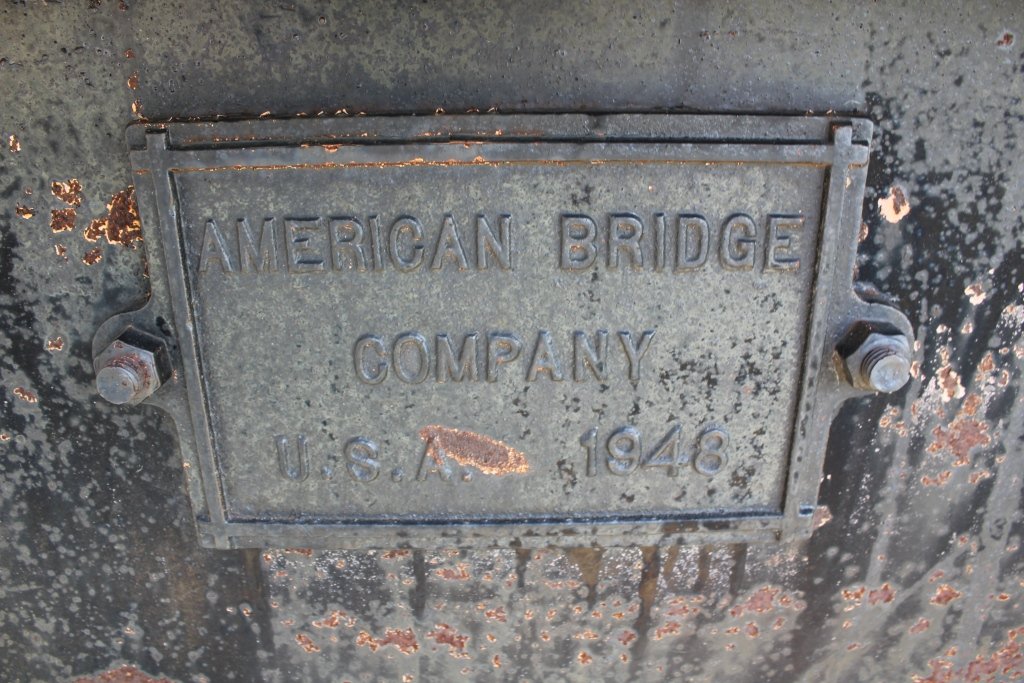 AMERICAN BRIDGE
COMPANY
U.S.A. 1948